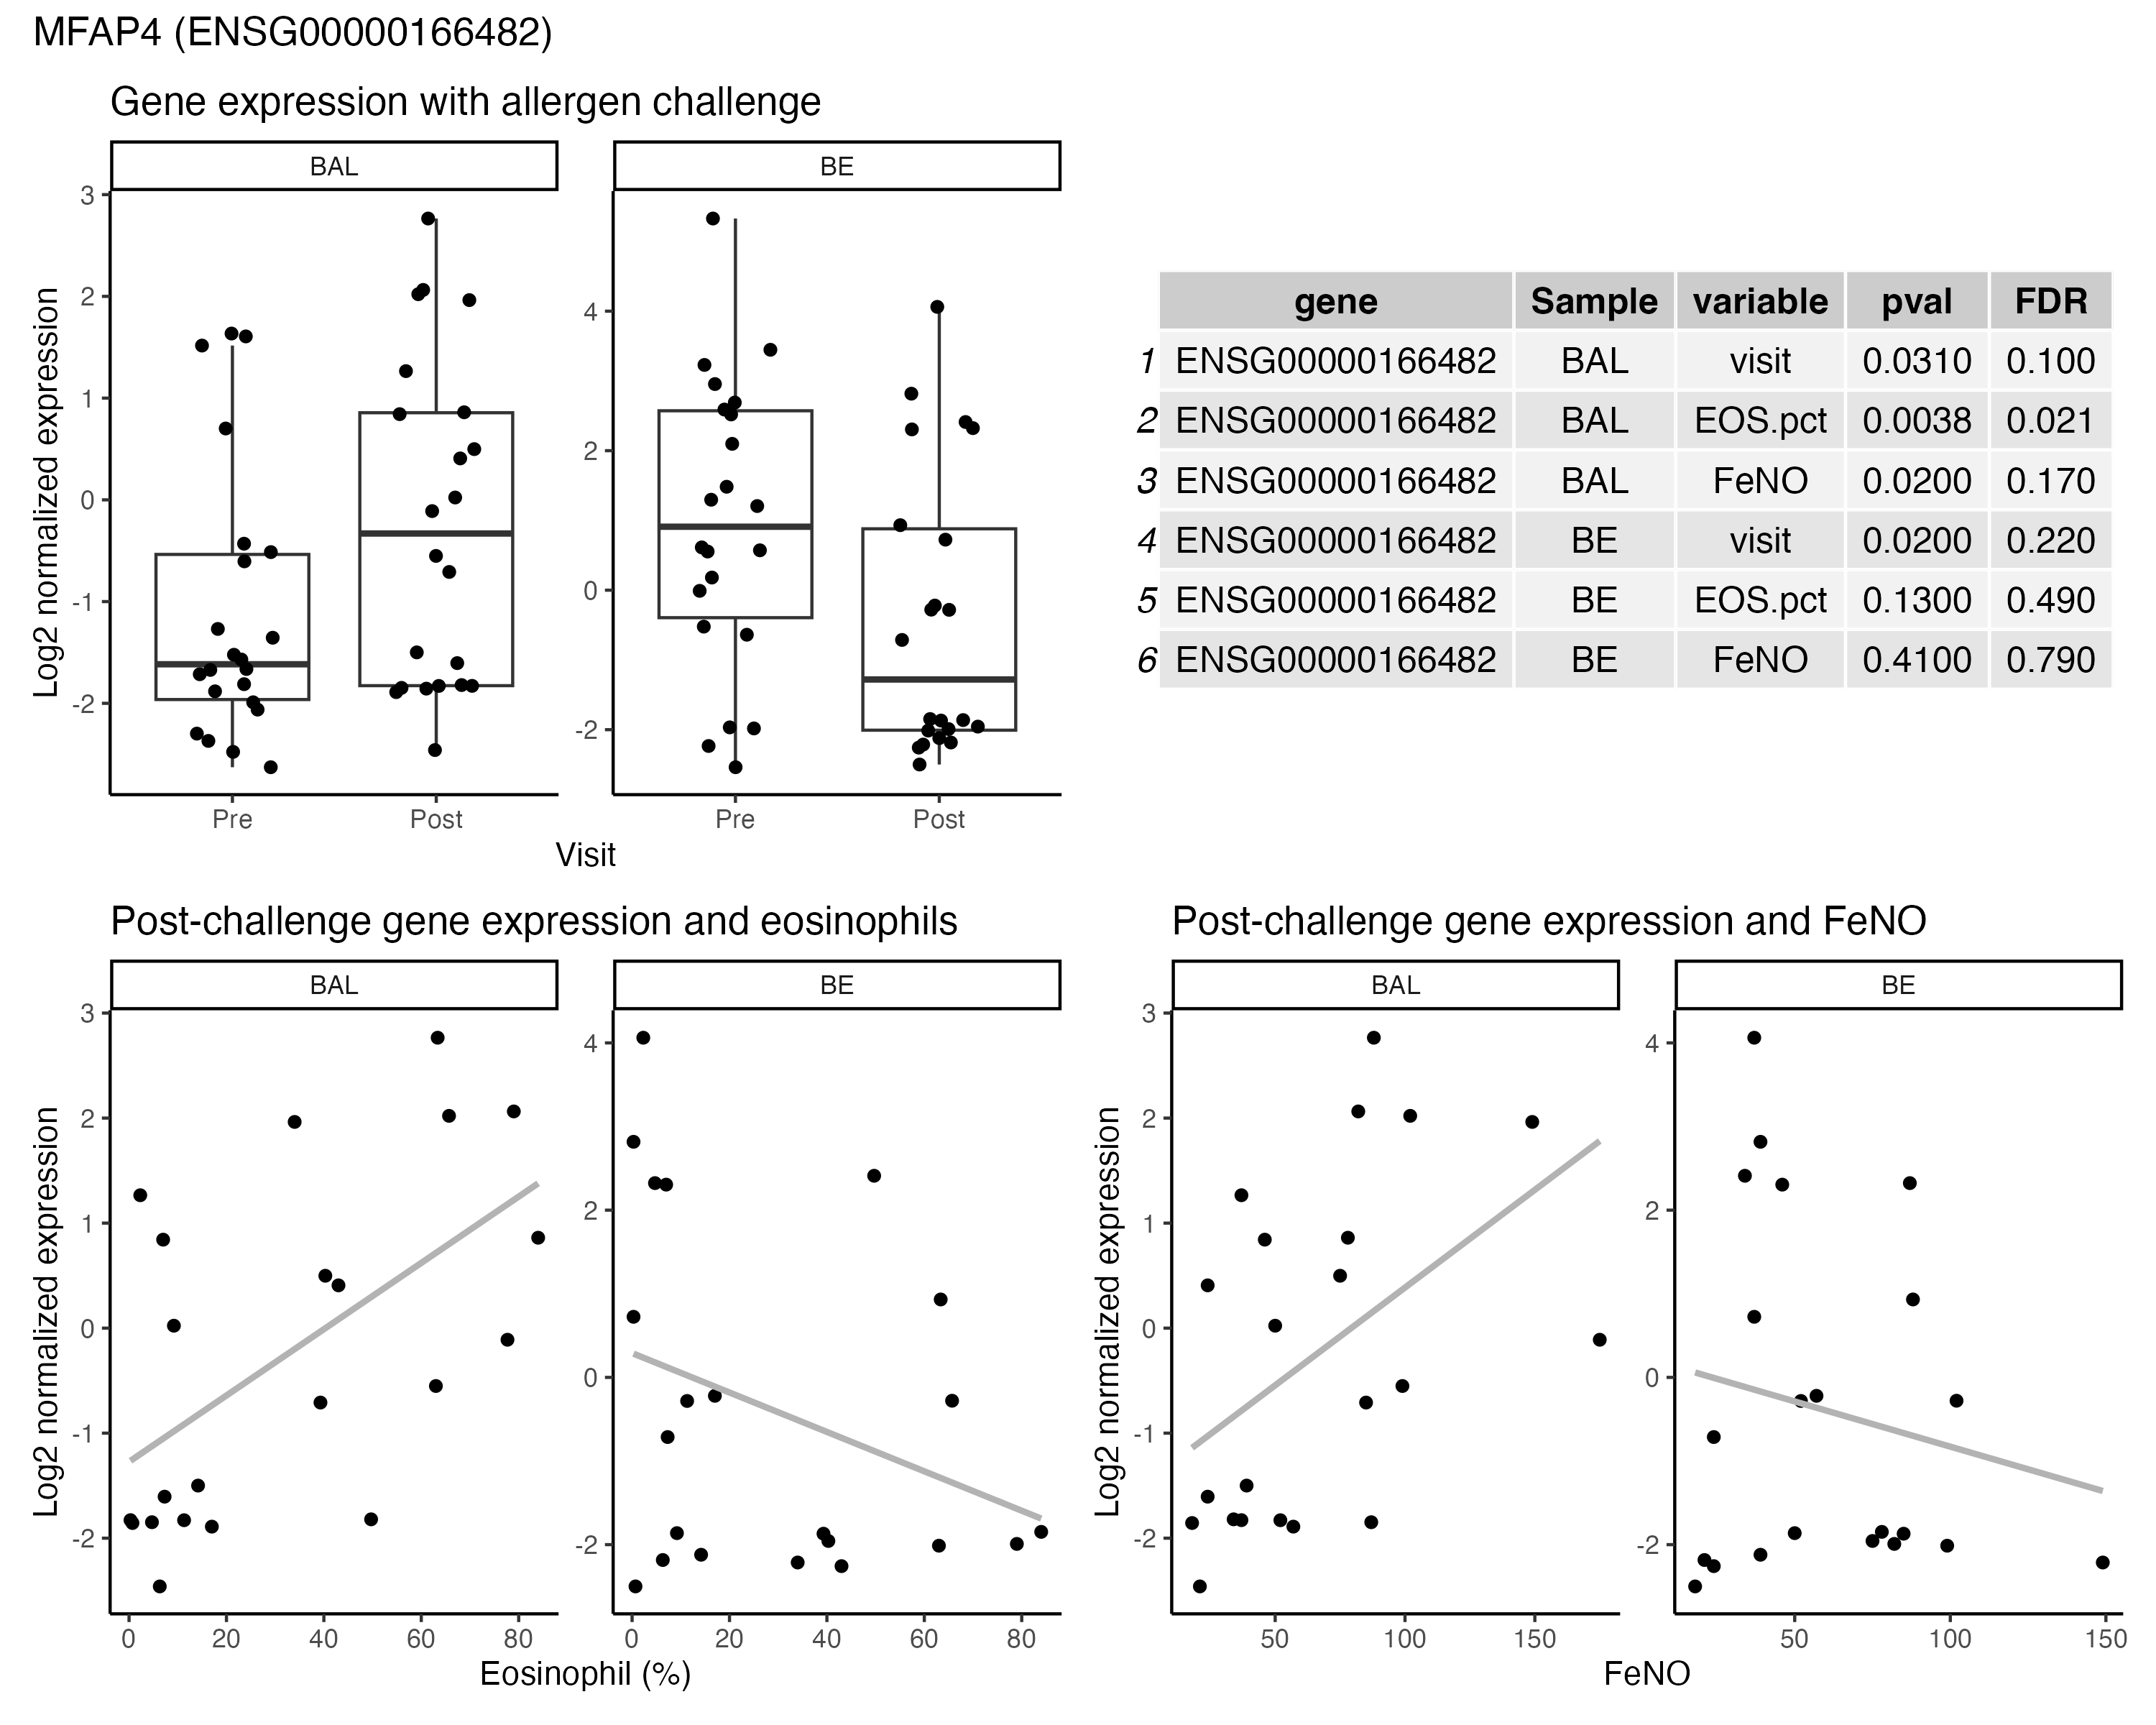 MFAP4 (ENSG00000166482)
Gene expression with allergen challenge
BAL
BE
Log2 normalized expression
3
2
1
0
-1
-2
4
2
0
-2
Pre
Post
Pre
Post
Visit
gene Sample variable pval FDR
1 ENSG00000166482 BAL visit 0.0310 0.100
2 ENSG00000166482 BAL EOS.pct 0.0038 0.021
3 ENSG00000166482 BAL FeNO 0.0200 0.170
4 ENSG00000166482 BE visit 0.0200 0.220
5 ENSG00000166482 BE EOS.pct 0.1300 0.490
6 ENSG00000166482 BE FeNO 0.4100 0.790
Post-challenge gene expression and eosinophils
BAL
BE
Log2 normalized expression
3
2
1
0
-1
-2
4
2
0
-2
0 20 40 60 80
0 20 40 60 80
Eosinophil (%)
Post-challenge gene expression and FeNO
BAL
BE
Log2 normalized expression
3
2
1
0
-1
-2
4
2
0
-2
50 100 150
50 100 150
FeNO